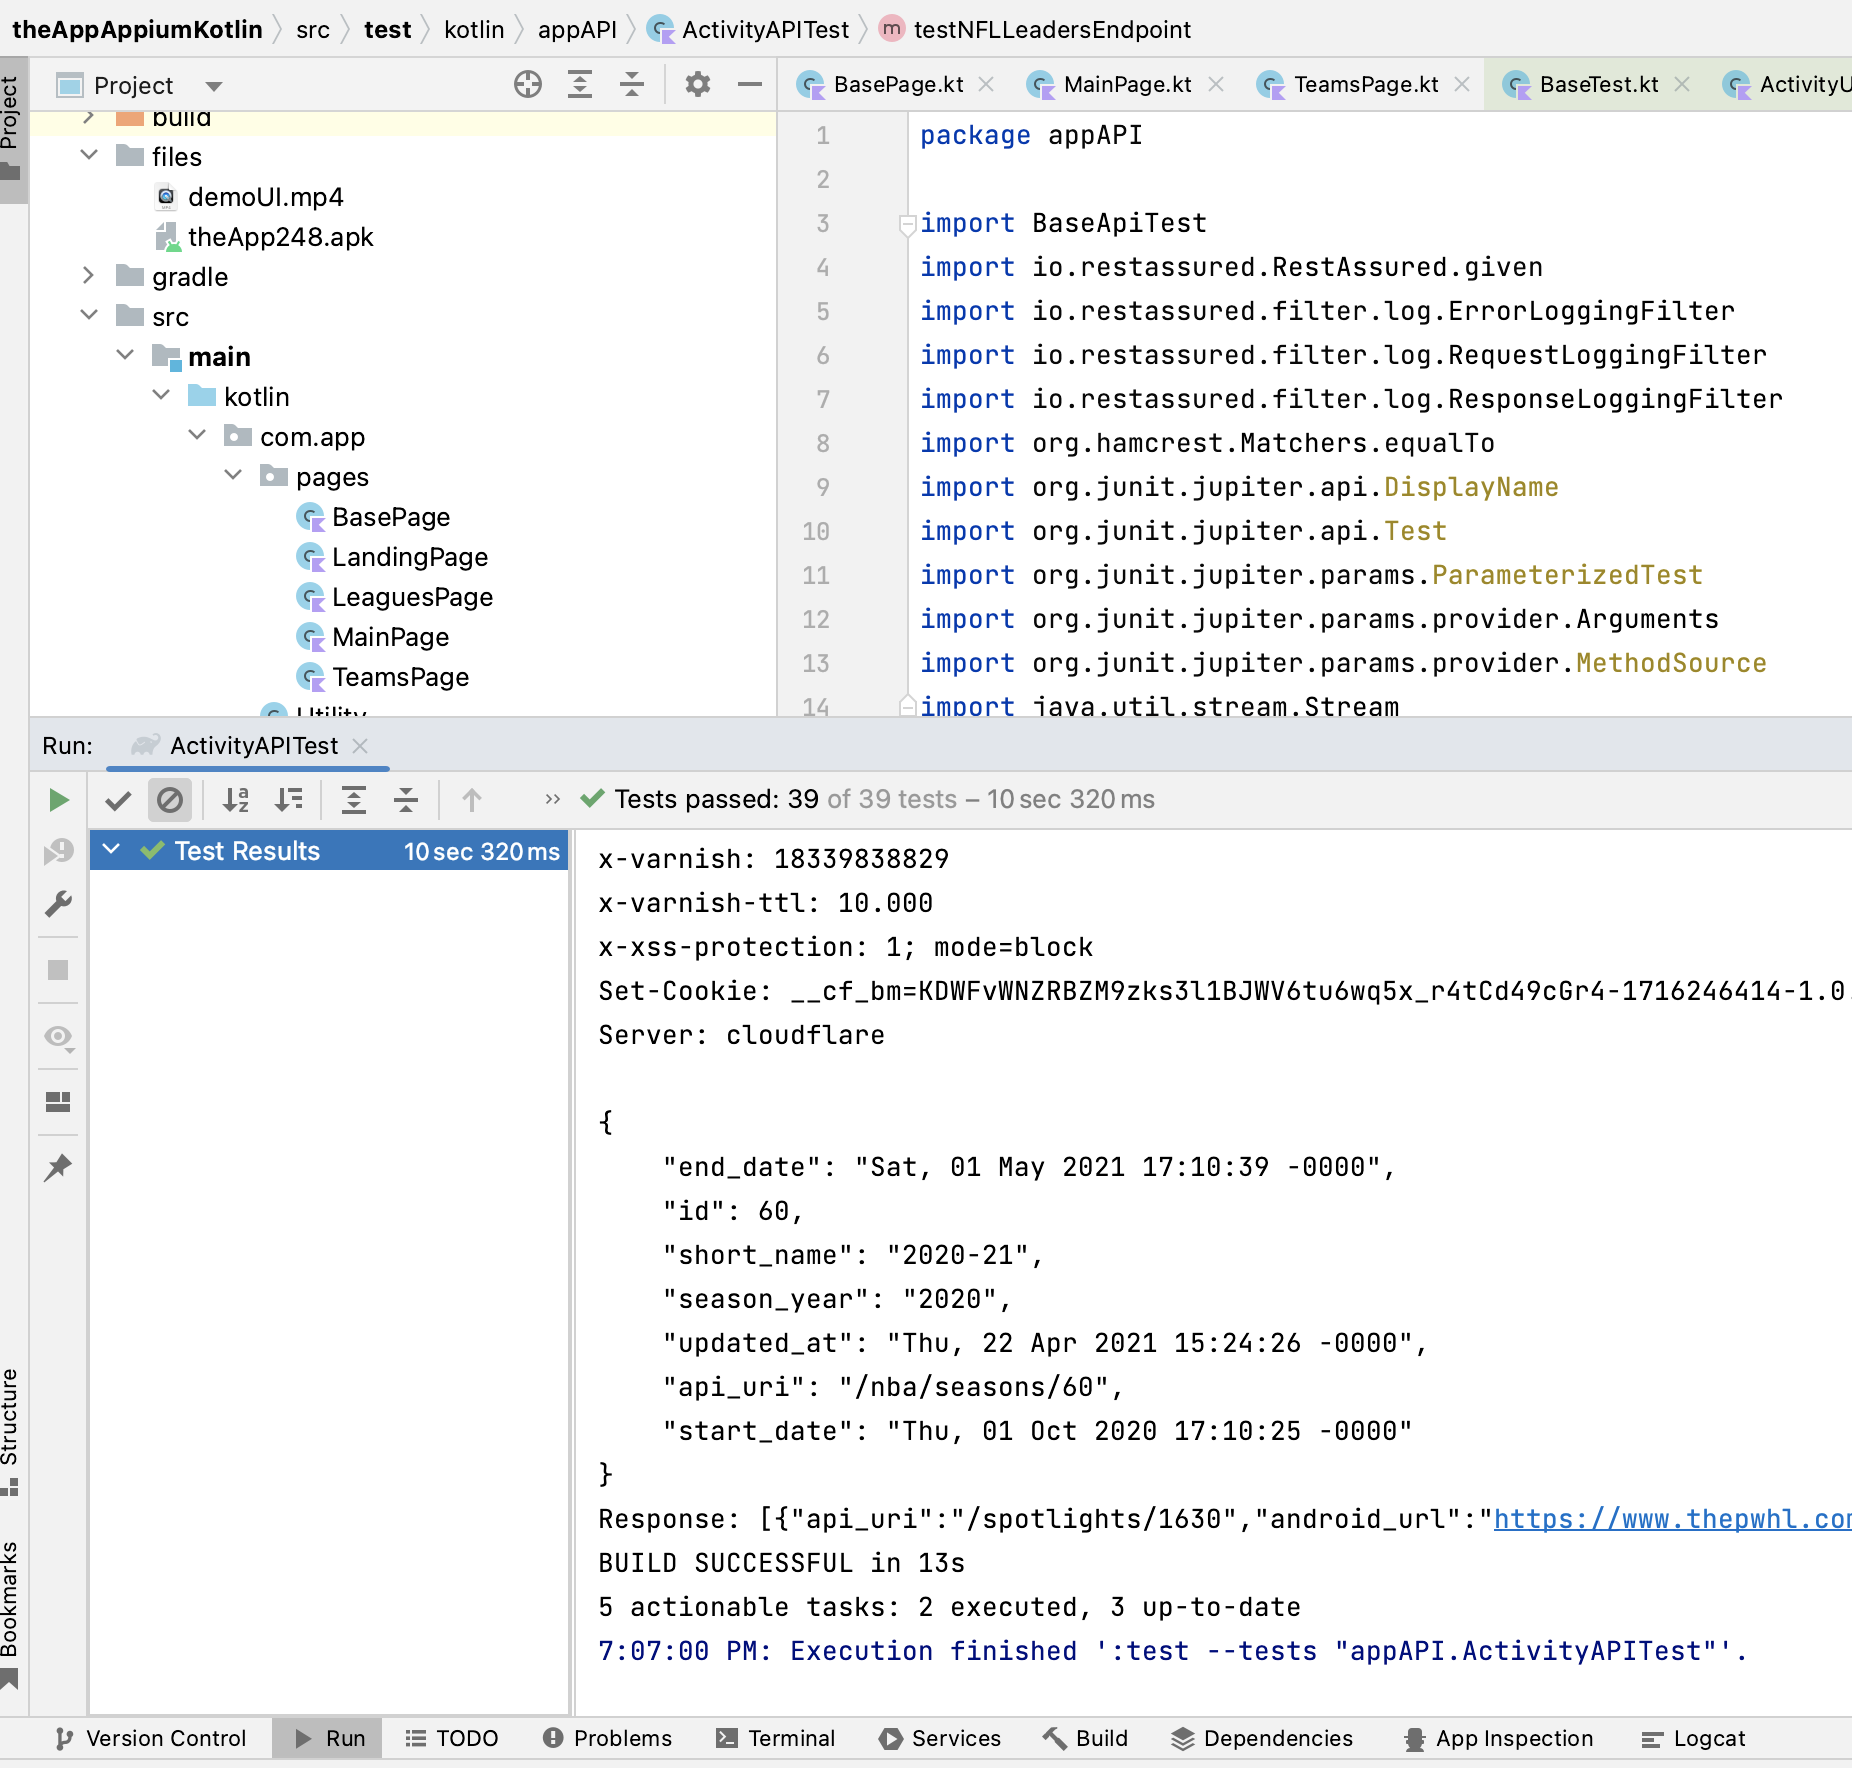 theAppAppiumKotlin src test kotlin appAPI ActivityAPITest m testNFLLeadersEndpoint
Project
Project
BasePage.kt MainPage.kt TeamsPage.kt BaseTest.kt ActivityU
build
files
demoUI.mp4
theApp248.apk
gradle
src
main
kotlin
com.app
pages
BasePage
LandingPage
LeaguesPage
MainPage
TeamsPage
Utility
1 package appAPI
2
3 import BaseApiTest
4 import io.restassured.RestAssured.given
5 import io.restassured.filter.log.ErrorLoggingFilter
6 import io.restassured.filter.log.RequestLoggingFilter
7 import io.restassured.filter.log.ResponseLoggingFilter
8 import org.hamcrest.Matchers.equalTo
9 import org.junit.jupiter.api.DisplayName
10 import org.junit.jupiter.api.Test
11 import org.junit.jupiter.params.ParameterizedTest
12 import org.junit.jupiter.params.provider.Arguments
13 import org.junit.jupiter.params.provider.MethodSource
14 import java.util.stream.Stream
Run: ActivityAPITest
Tests passed: 39 of 39 tests – 10 sec 320 ms
Test Results 10 sec 320 ms
x-varnish: 18339838829
x-varnish-ttl: 10.000
x-xss-protection: 1; mode=block
Set-Cookie: __cf_bm=KDWFvWNZRBZM9zks3l1BJWV6tu6wq5x_r4tCd49cGr4-1716246414-1.0.
Server: cloudflare
{
"end_date": "Sat, 01 May 2021 17:10:39 -0000",
"id": 60,
"short_name": "2020-21",
"season_year": "2020",
"updated_at": "Thu, 22 Apr 2021 15:24:26 -0000",
"api_uri": "/nba/seasons/60",
"start_date": "Thu, 01 Oct 2020 17:10:25 -0000"
}
Response: [{"api_uri":"/spotlights/1630","android_url":"https://www.thepwhl.com
BUILD SUCCESSFUL in 13s
5 actionable tasks: 2 executed, 3 up-to-date
7:07:00 PM: Execution finished ':test --tests "appAPI.ActivityAPITest"'.
Structure
Bookmarks
Version Control Run TODO Problems Terminal Services Build Dependencies App Inspection Logcat